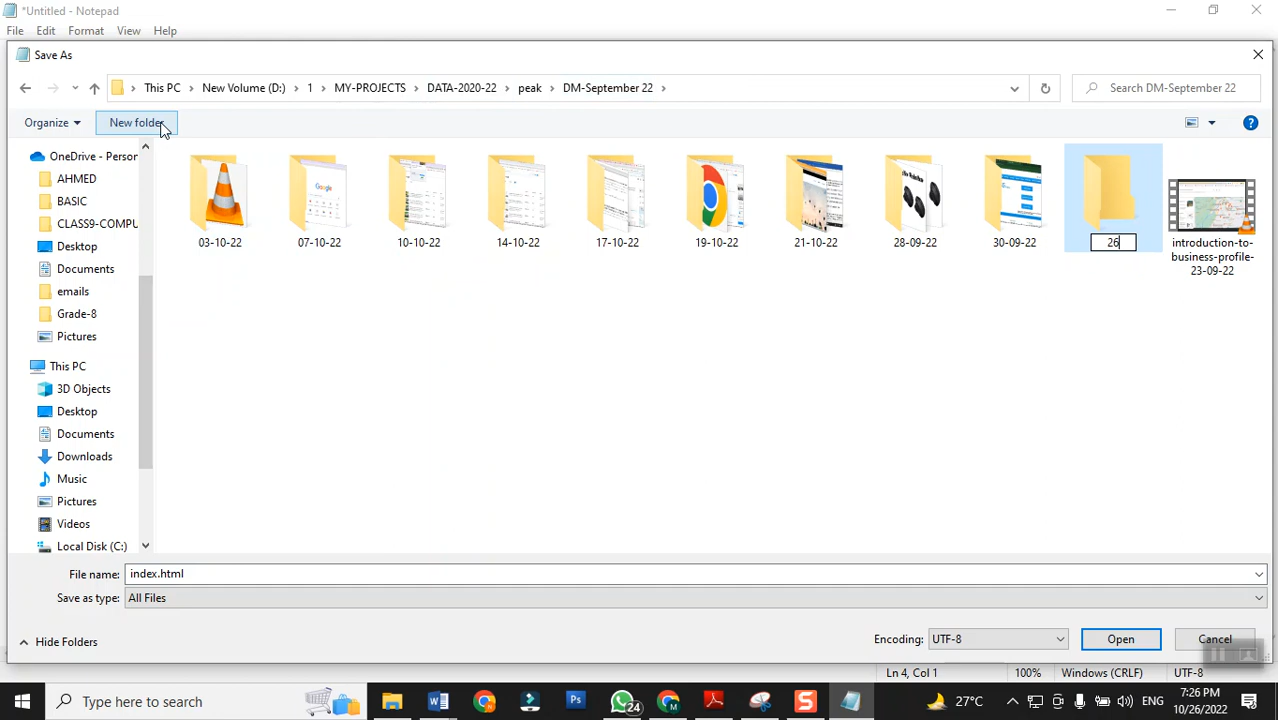 *Untitled - Notepad
File Edit Format View Help
Save As
This PC New Volume (D:) 1 MY-PROJECTS DATA-2020-22 peak DM-September 22
Search DM-September 22
Organize New folder
OneDrive - Person
AHMED
BASIC
CLASS9-COMPU
Desktop
Documents
emails
Grade-8
Pictures
This PC
3D Objects
Desktop
Documents
Downloads
Music
Pictures
Videos
Local Disk (C:)
Google
03-10-22 07-10-22 10-10-22 14-10-22 17-10-22 19-10-22 21-10-22 28-09-22 30-09-22 26
introduction-to-
business-profile-
23-09-22
File name: index.html
Save as type: All Files
Hide Folders
Encoding: UTF-8 Open Cancel
Ln 4, Col 1 100% Windows (CRLF) UTF-8
Type here to search
24
27°C ENG
7:26 PM
10/26/2022